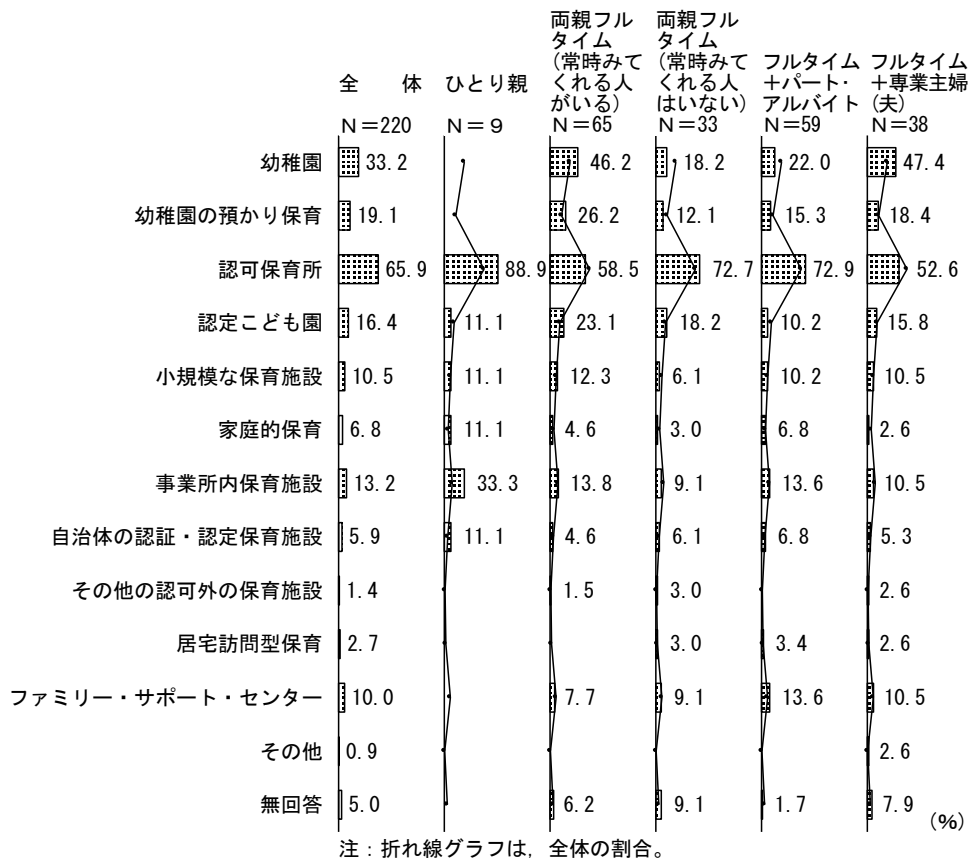 全　体 ひとり親 両親フルタイム(常時みてくれる人がいる) 両親フルタイム(常時みてくれる人はいない) フルタイム＋パート・アルバイト フルタイム＋専業主婦(夫)
Ｎ＝220 Ｎ＝９ Ｎ＝65 Ｎ＝33 Ｎ＝59 Ｎ＝38
幼稚園 33.2 46.2 18.2 22.0 47.4
幼稚園の預かり保育 19.1 26.2 12.1 15.3 18.4
認可保育所 65.9 88.9 58.5 72.7 72.9 52.6
認定こども園 16.4 11.1 23.1 18.2 10.2 15.8
小規模な保育施設 10.5 11.1 12.3 6.1 10.2 10.5
家庭的保育 6.8 11.1 4.6 3.0 6.8 2.6
事業所内保育施設 13.2 33.3 13.8 9.1 13.6 10.5
自治体の認証・認定保育施設 5.9 11.1 4.6 6.1 6.8 5.3
その他の認可外の保育施設 1.4 1.5 3.0 2.6
居宅訪問型保育 2.7 3.0 3.4 2.6
ファミリー・サポート・センター 10.0 7.7 9.1 13.6 10.5
その他 0.9 2.6
無回答 5.0 6.2 9.1 1.7 7.9
(%)
注：折れ線グラフは，全体の割合。